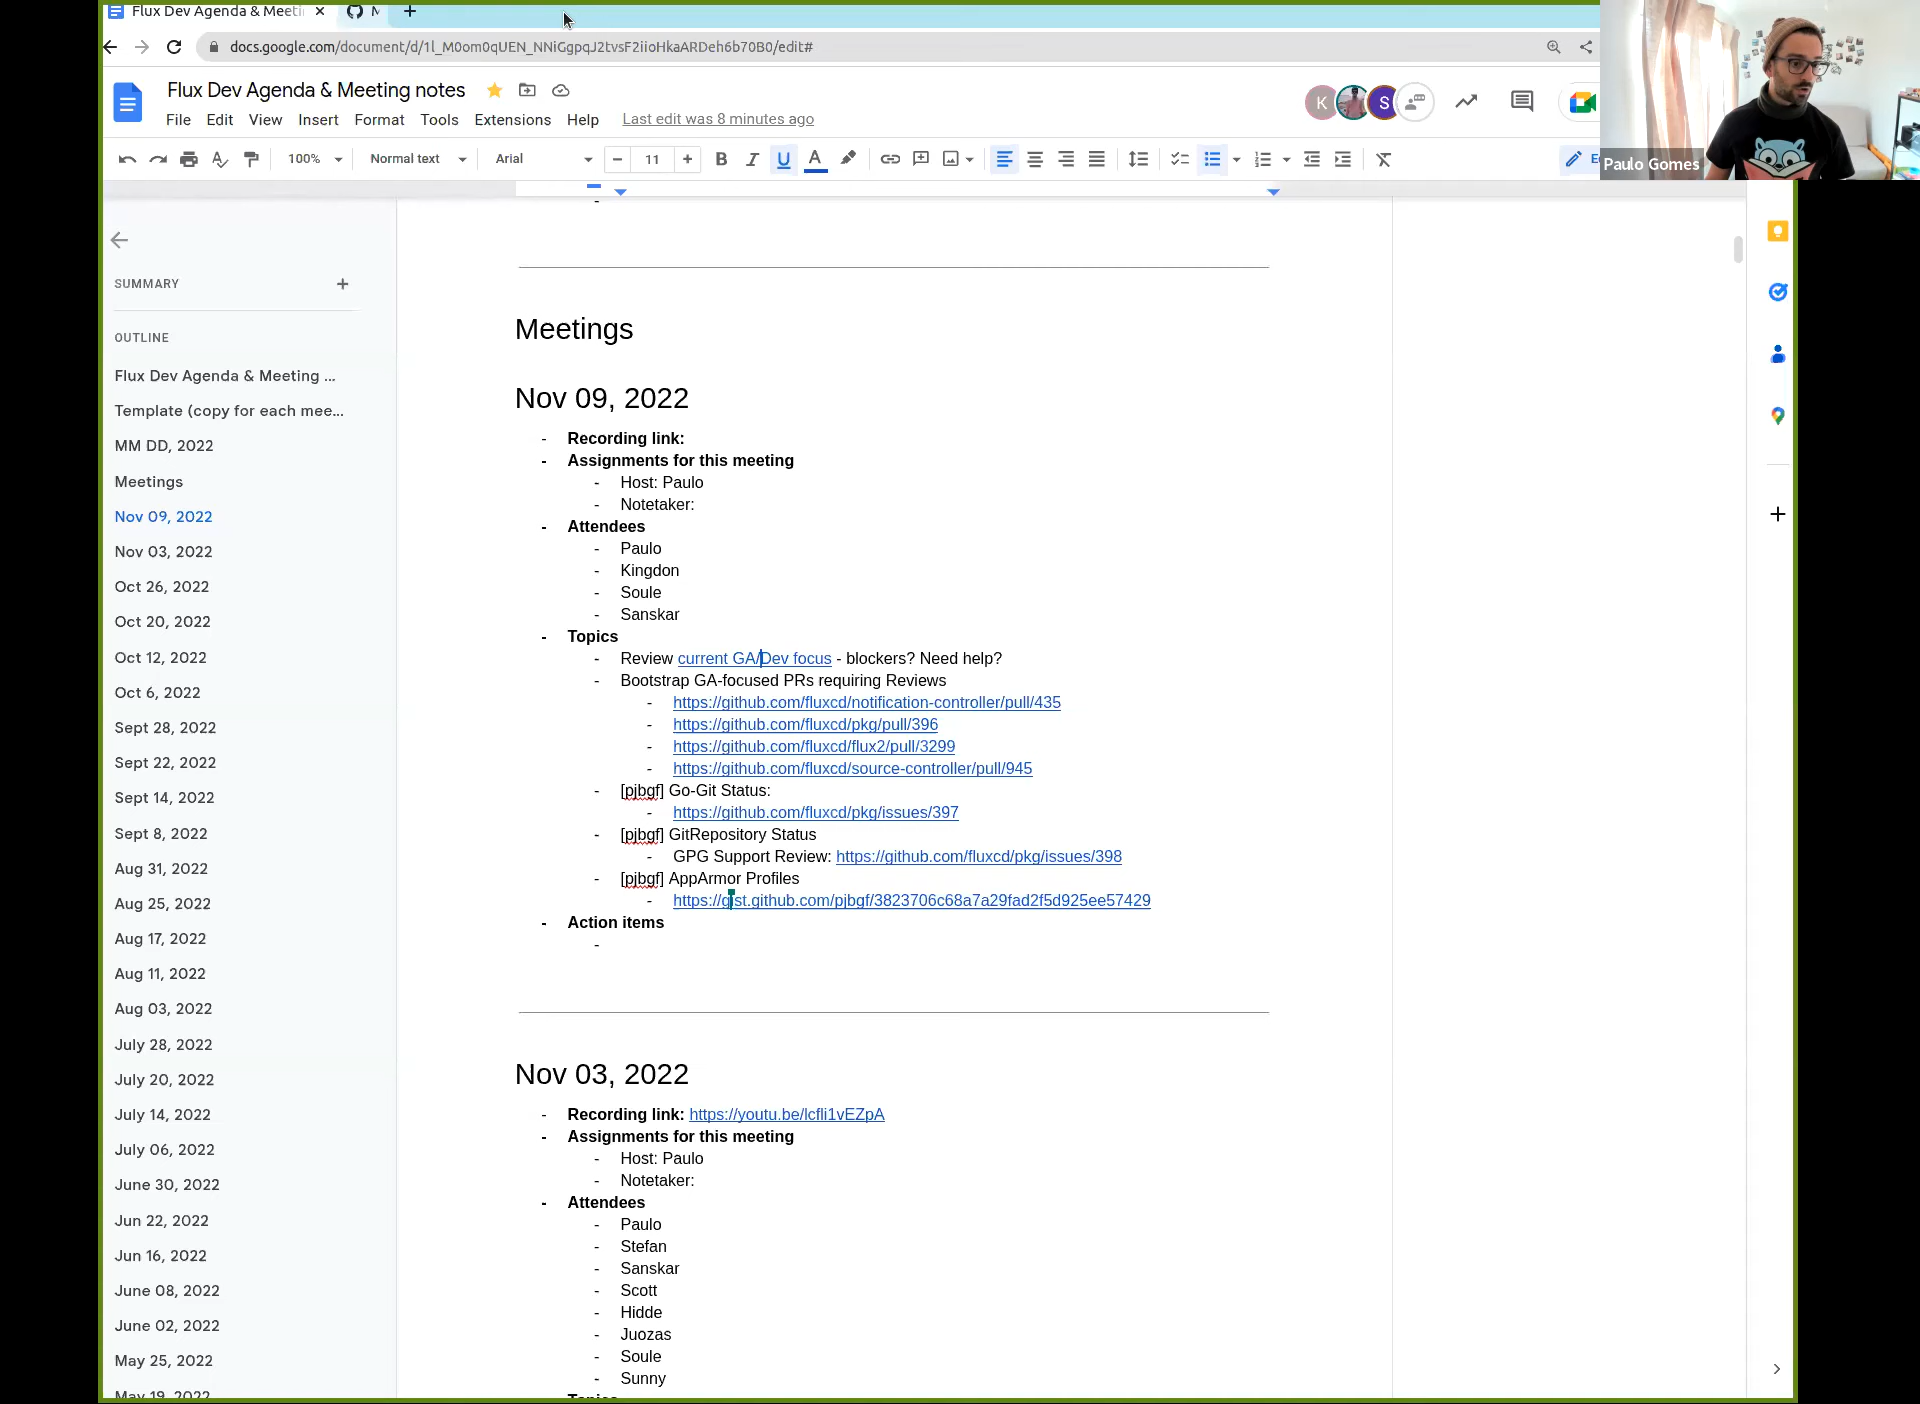 Flux Dev Agenda & Meeti
docs.google.com/document/d/1l_M0om0qUEN_NNiGgpqJ2tvsF2iioHkaARDeh6b70B0/edit#
Flux Dev Agenda & Meeting notes
File Edit View Insert Format Tools Extensions Help Last edit was 8 minutes ago
K S
100% Normal text Arial 11
Paulo Gomes
SUMMARY
OUTLINE
Flux Dev Agenda & Meeting ...
Template (copy for each mee...
MM DD, 2022
Meetings
Nov 09, 2022
Nov 03, 2022
Oct 26, 2022
Oct 20, 2022
Oct 12, 2022
Oct 6, 2022
Sept 28, 2022
Sept 22, 2022
Sept 14, 2022
Sept 8, 2022
Aug 31, 2022
Aug 25, 2022
Aug 17, 2022
Aug 11, 2022
Aug 03, 2022
July 28, 2022
July 20, 2022
July 14, 2022
July 06, 2022
June 30, 2022
Jun 22, 2022
Jun 16, 2022
June 08, 2022
June 02, 2022
May 25, 2022
May 19, 2022
-
Meetings
Nov 09, 2022
- Recording link:
- Assignments for this meeting
- Host: Paulo
- Notetaker:
- Attendees
- Paulo
- Kingdon
- Soule
- Sanskar
- Topics
- Review current GA/Dev focus - blockers? Need help?
- Bootstrap GA-focused PRs requiring Reviews
- https://github.com/fluxcd/notification-controller/pull/435
- https://github.com/fluxcd/pkg/pull/396
- https://github.com/fluxcd/flux2/pull/3299
- https://github.com/fluxcd/source-controller/pull/945
- [pjbgf] Go-Git Status:
- https://github.com/fluxcd/pkg/issues/397
- [pjbgf] GitRepository Status
- GPG Support Review: https://github.com/fluxcd/pkg/issues/398
- [pjbgf] AppArmor Profiles
- https://gist.github.com/pjbgf/3823706c68a7a29fad2f5d925ee57429
- Action items
-
Nov 03, 2022
- Recording link: https://youtu.be/lcfli1vEZpA
- Assignments for this meeting
- Host: Paulo
- Notetaker:
- Attendees
- Paulo
- Stefan
- Sanskar
- Scott
- Hidde
- Juozas
- Soule
- Sunny